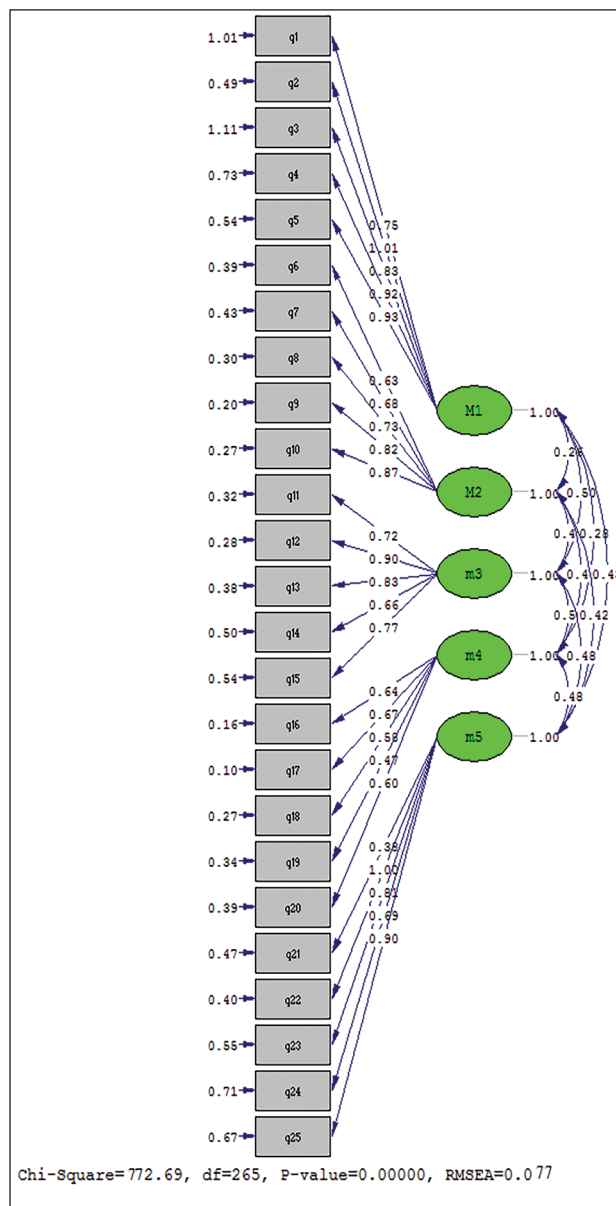 1.01 q1
0.49 q2
1.11 q3
0.73 q4
0.54 q5
0.39 q6
0.43 q7
0.30 q8
0.20 q9
0.27 q10
0.32 q11
0.28 q12
0.38 q13
0.50 q14
0.54 q15
0.16 q16
0.10 q17
0.27 q18
0.34 q19
0.39 q20
0.47 q21
0.40 q22
0.55 q23
0.71 q24
0.67 q25
0.75
1.01
0.83
0.92
0.93
0.63
0.68
0.73
0.82
0.87
0.72
0.90
0.83
0.66
0.77
0.64
0.67
0.58
0.47
0.60
0.38
1.00
0.81
0.69
0.90
M1 1.00
M2 1.00
m3 1.00
m4 1.00
m5 1.00
0.50
0.28
0.42
0.48
0.48
Chi-Square=772.69, df=265, P-value=0.00000, RMSEA=0.077